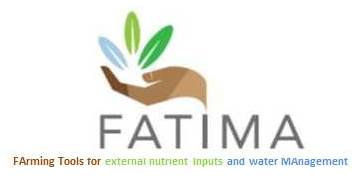 FATIMA
FArming Tools for external nutrient Inputs and water MAnagement